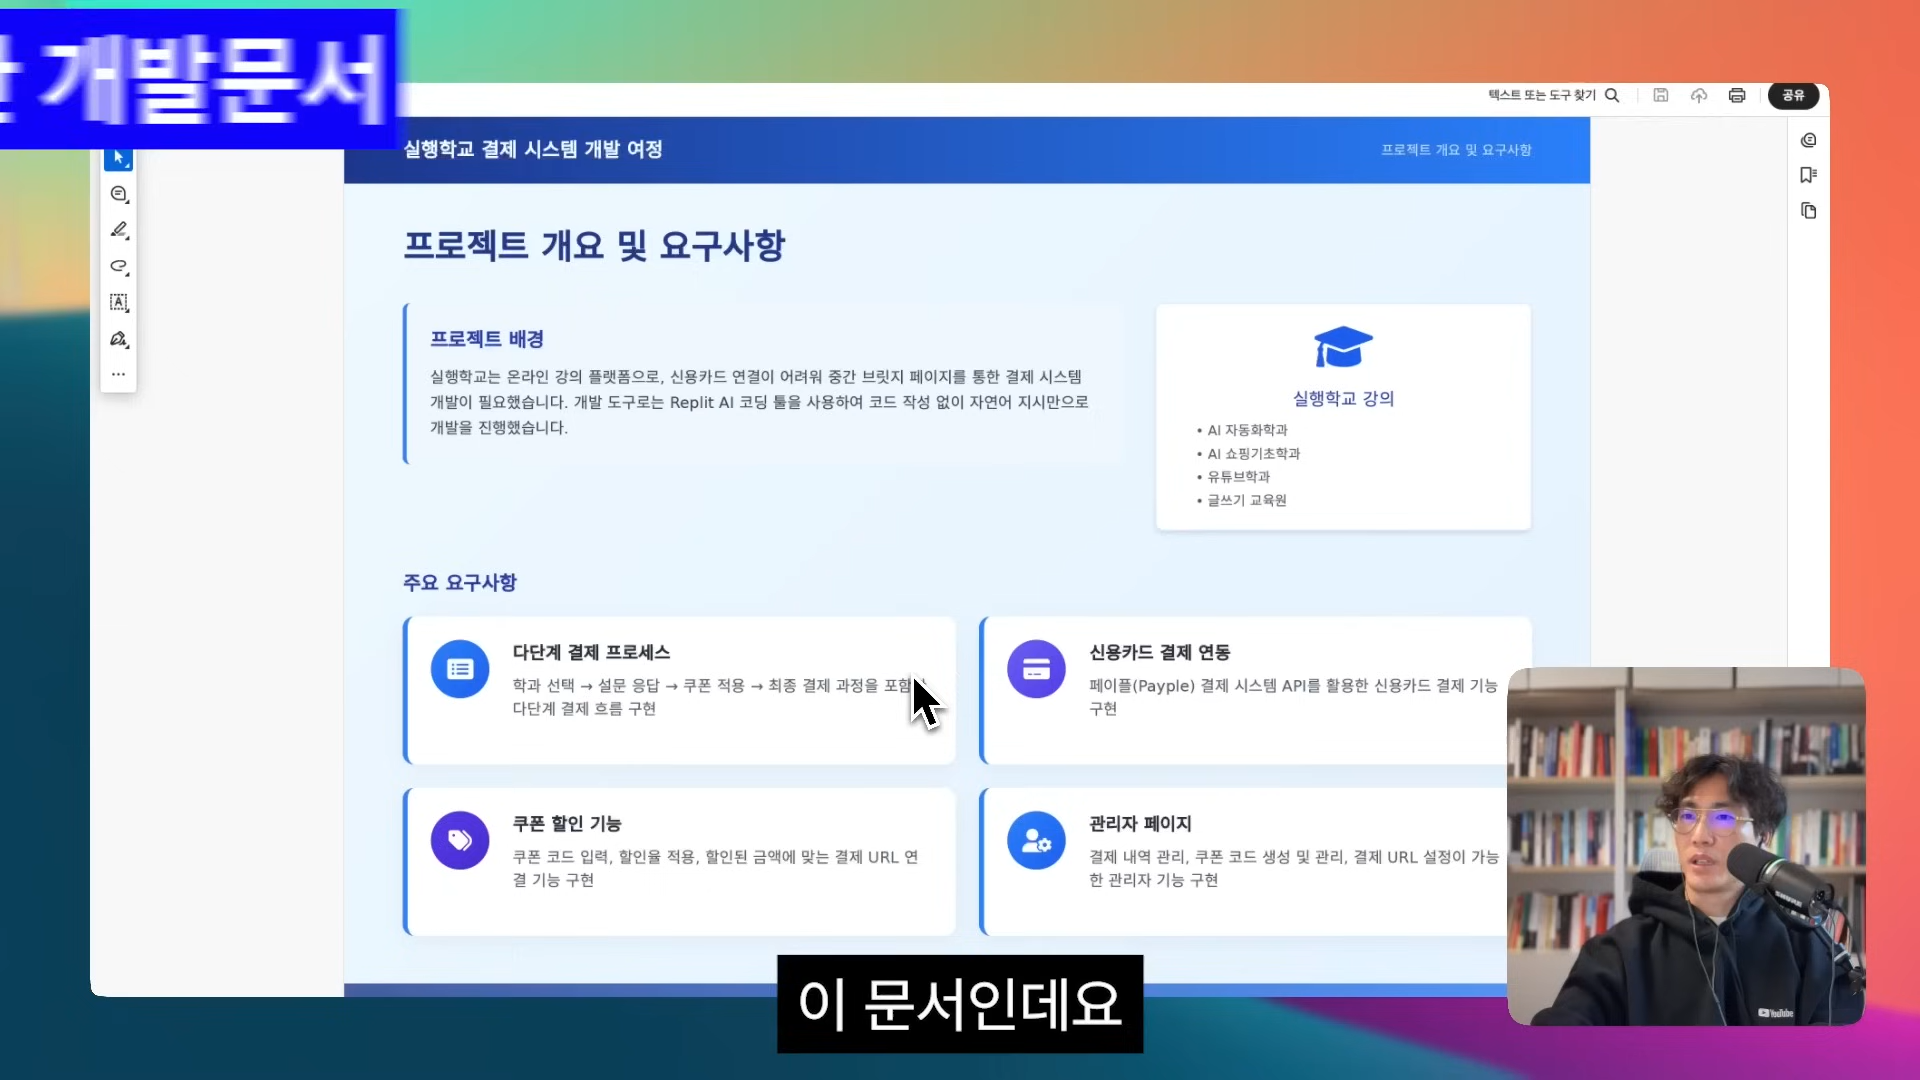 개발문서
텍스트 또는 도구 찾기
공유
실행학교 결제 시스템 개발 여정
프로젝트 개요 및 요구사항
프로젝트 개요 및 요구사항
프로젝트 배경
실행학교는 온라인 강의 플랫폼으로, 신용카드 연결이 어려워 중간 브릿지 페이지를 통한 결제 시스템
개발이 필요했습니다. 개발 도구로는 Replit AI 코딩 툴을 사용하여 코드 작성 없이 자연어 지시만으로
개발을 진행했습니다.
실행학교 강의
• AI 자동화학과
• AI 쇼핑기초학과
• 유튜브학과
• 글쓰기 교육원
주요 요구사항
다단계 결제 프로세스
학과 선택 → 설문 응답 → 쿠폰 적용 → 최종 결제 과정을 포함
다단계 결제 흐름 구현
신용카드 결제 연동
페이플(Payple) 결제 시스템 API를 활용한 신용카드 결제 기능
구현
쿠폰 할인 기능
쿠폰 코드 입력, 할인율 적용, 할인된 금액에 맞는 결제 URL 연
결 기능 구현
관리자 페이지
결제 내역 관리, 쿠폰 코드 생성 및 관리, 결제 URL 설정이 가능
한 관리자 기능 구현
이 문서인데요
YouTube